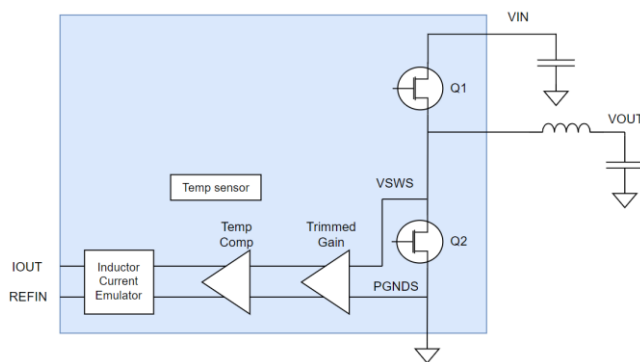 VIN
Q1
VOUT
Temp sensor
VSWS
Temp
Comp
Trimmed
Gain
Q2
IOUT
REFIN
Inductor
Current
Emulator
PGNDS